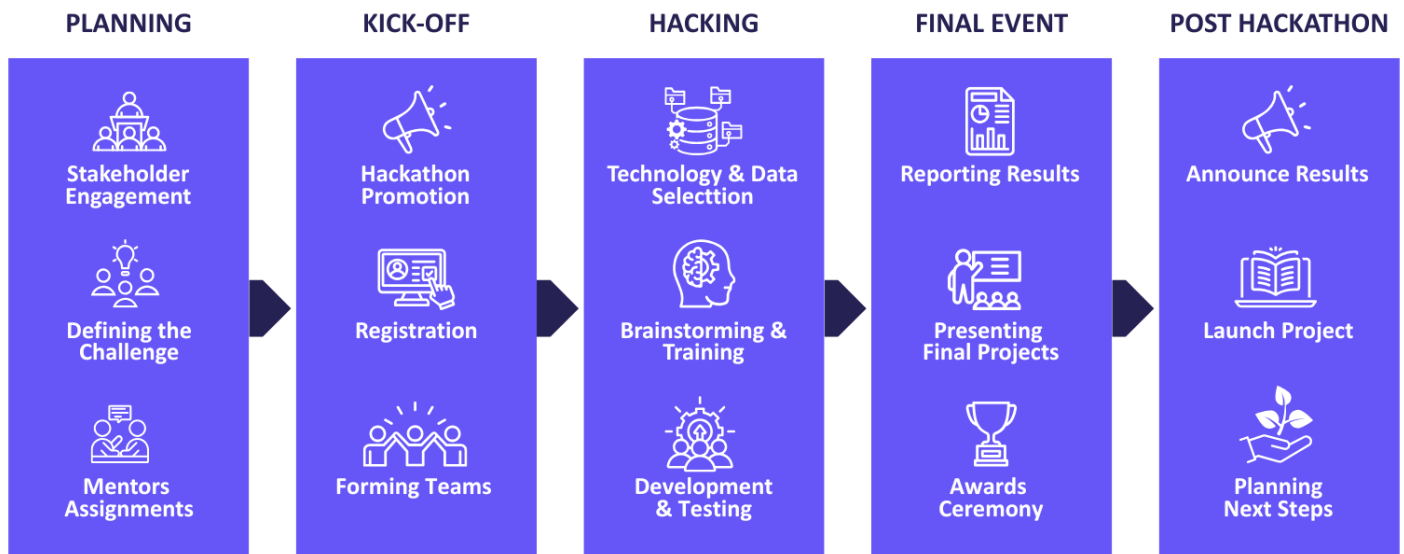 PLANNING
Stakeholder
Engagement
Defining the
Challenge
Mentors
Assignments
KICK-OFF
Hackathon
Promotion
Registration
Forming Teams
HACKING
Technology & Data
Selecttion
Brainstorming &
Training
Development
& Testing
FINAL EVENT
Reporting Results
Presenting
Final Projects
Awards
Ceremony
POST HACKATHON
Announce Results
Launch Project
Planning
Next Steps